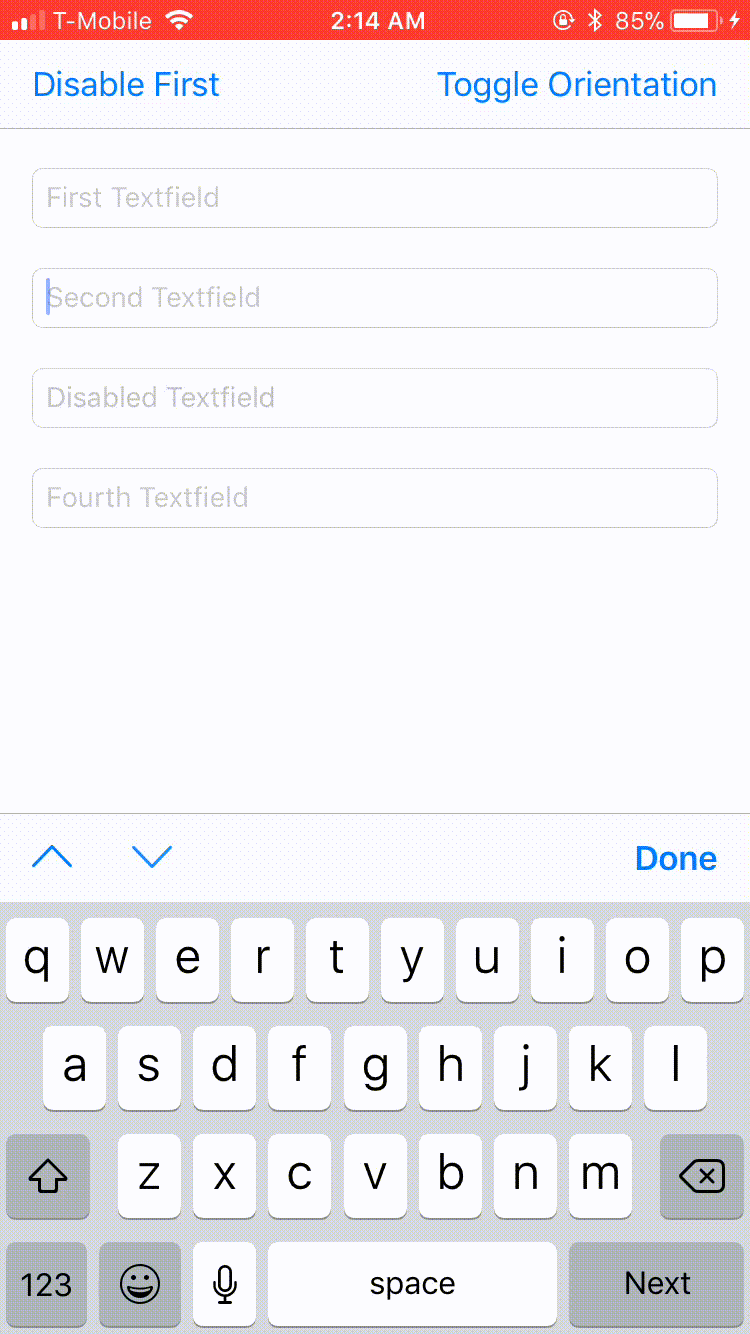 T-Mobile 2:14 AM 85%
Disable First Toggle Orientation
First Textfield
Second Textfield
Disabled Textfield
Fourth Textfield
Done
q w e r t y u i o p
a s d f g h j k l
z x c v b n m
123 space Next